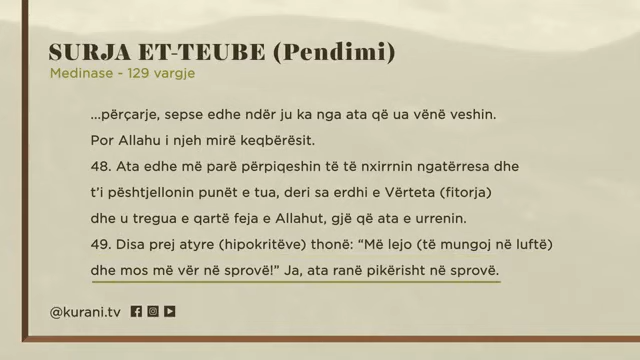 SURJA ET-TEUBE (Pendimi)
Medinase - 129 vargje
...përçarje, sepse edhe ndër ju ka nga ata që ua vënë veshin.
Por Allahu i njeh mirë keqbërësit.
48. Ata edhe më parë përpiqeshin të të nxirrnin ngatërresa dhe
t’i pështjellonin punët e tua, deri sa erdhi e Vërteta (fitorja)
dhe u tregua e qartë feja e Allahut, gjë që ata e urrenin.
49. Disa prej atyre (hipokritëve) thonë: “Më lejo (të mungoj në luftë)
dhe mos më vër në sprovë!” Ja, ata ranë pikërisht në sprovë.
@kurani.tv